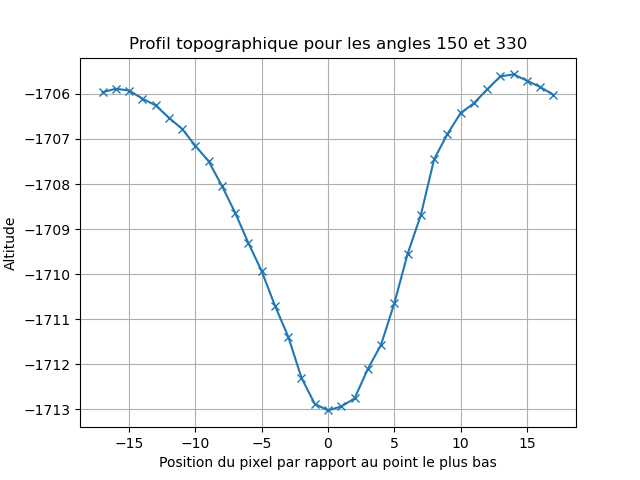 Profil topographique pour les angles 150 et 330
Altitude
−1706
−1707
−1708
−1709
−1710
−1711
−1712
−1713
−15 −10 −5 0 5 10 15
Position du pixel par rapport au point le plus bas